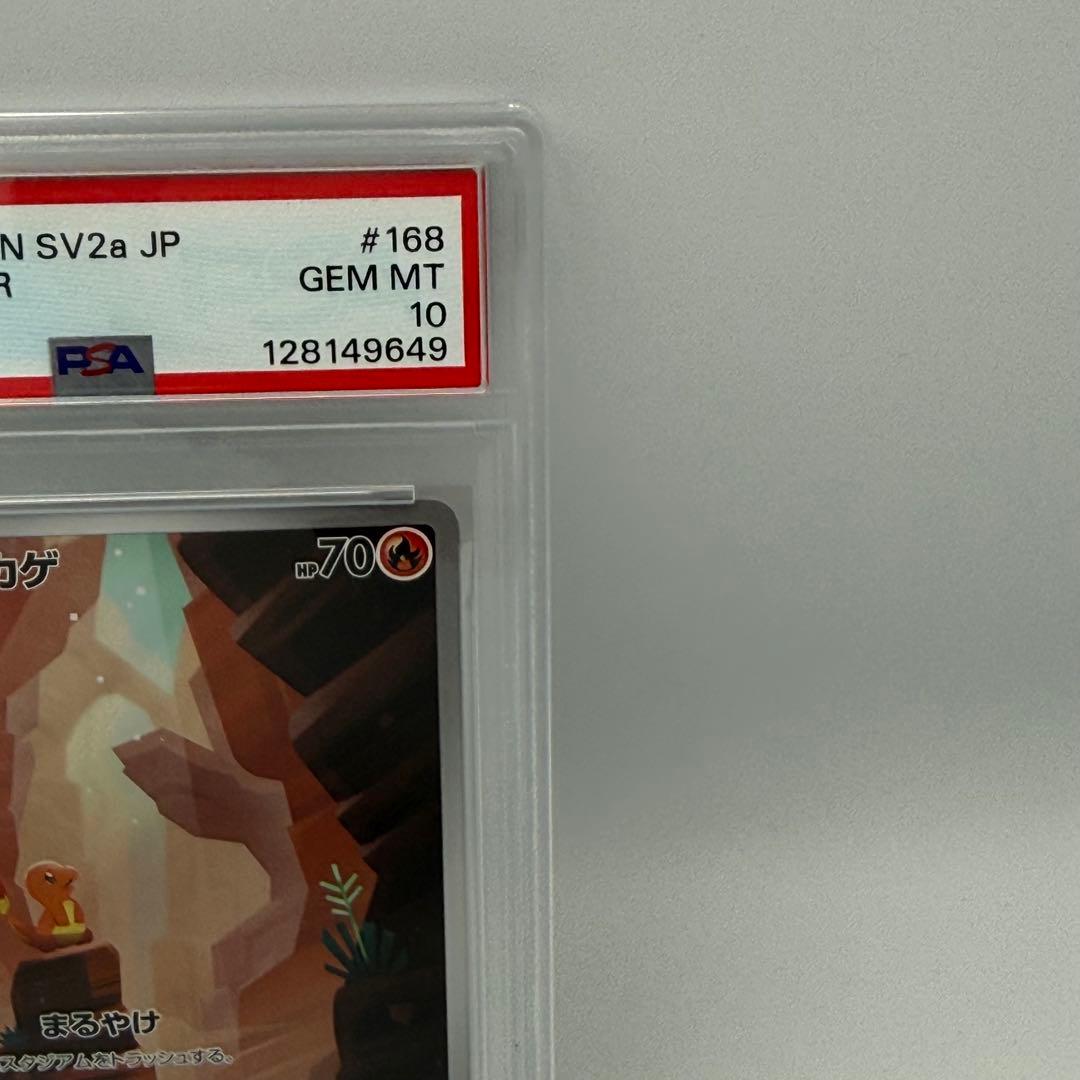 N SV2a JP #168
R GEM MT
10
PSA 128149649
カゲ HP70
まるやけ
スタジアムをトラッシュする。